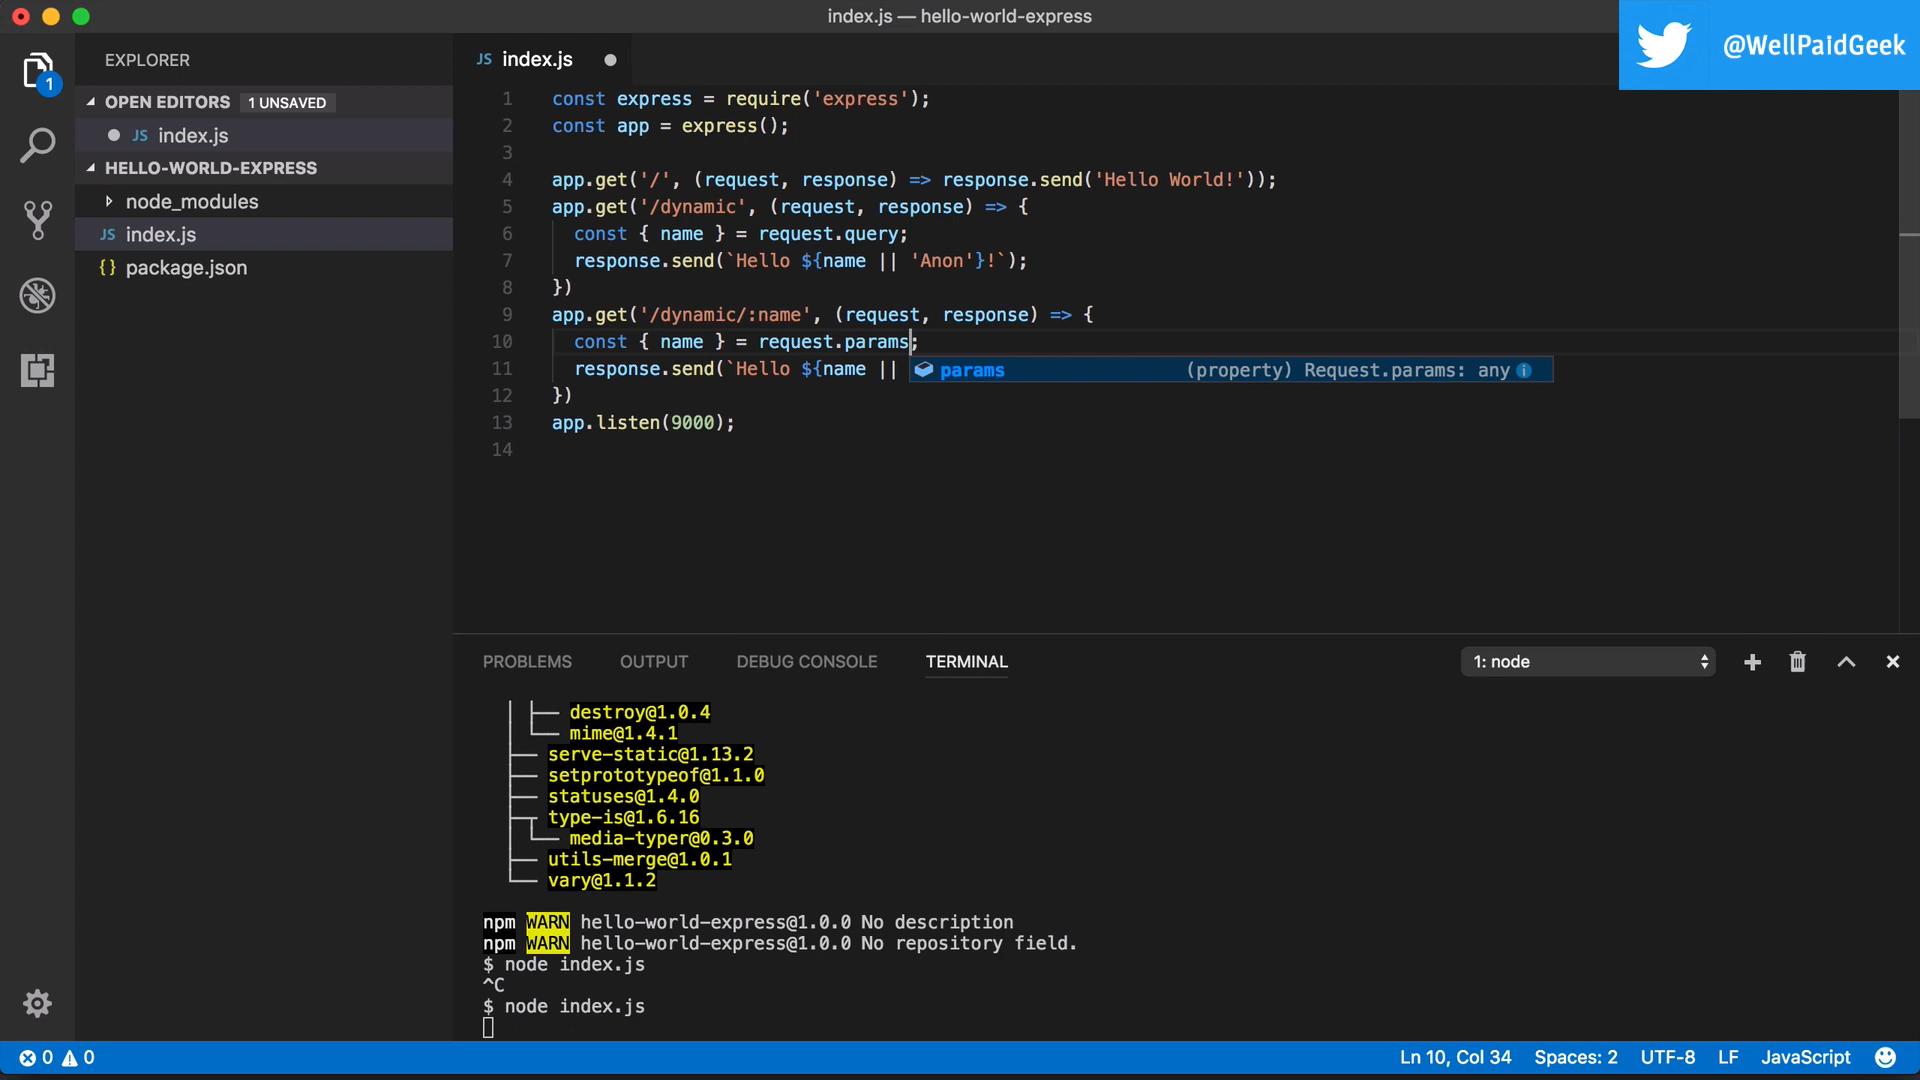 index.js — hello-world-express
@WellPaidGeek
EXPLORER
OPEN EDITORS 1 UNSAVED
JS index.js
HELLO-WORLD-EXPRESS
node_modules
JS index.js
{} package.json
1
JS index.js
1 const express = require('express');
2 const app = express();
3
4 app.get('/', (request, response) => response.send('Hello World!'));
5 app.get('/dynamic', (request, response) => {
6 const { name } = request.query;
7 response.send(`Hello ${name || 'Anon'}!`);
8 })
9 app.get('/dynamic/:name', (request, response) => {
10 const { name } = request.params;
11 response.send(`Hello ${name ||
params (property) Request.params: any
12 })
13 app.listen(9000);
14
PROBLEMS OUTPUT DEBUG CONSOLE TERMINAL 1: node
destroy@1.0.4
mime@1.4.1
serve-static@1.13.2
setprototypeof@1.1.0
statuses@1.4.0
type-is@1.6.16
media-typer@0.3.0
utils-merge@1.0.1
vary@1.1.2
npm WARN hello-world-express@1.0.0 No description
npm WARN hello-world-express@1.0.0 No repository field.
$ node index.js
^C
$ node index.js
0 0 Ln 10, Col 34 Spaces: 2 UTF-8 LF JavaScript